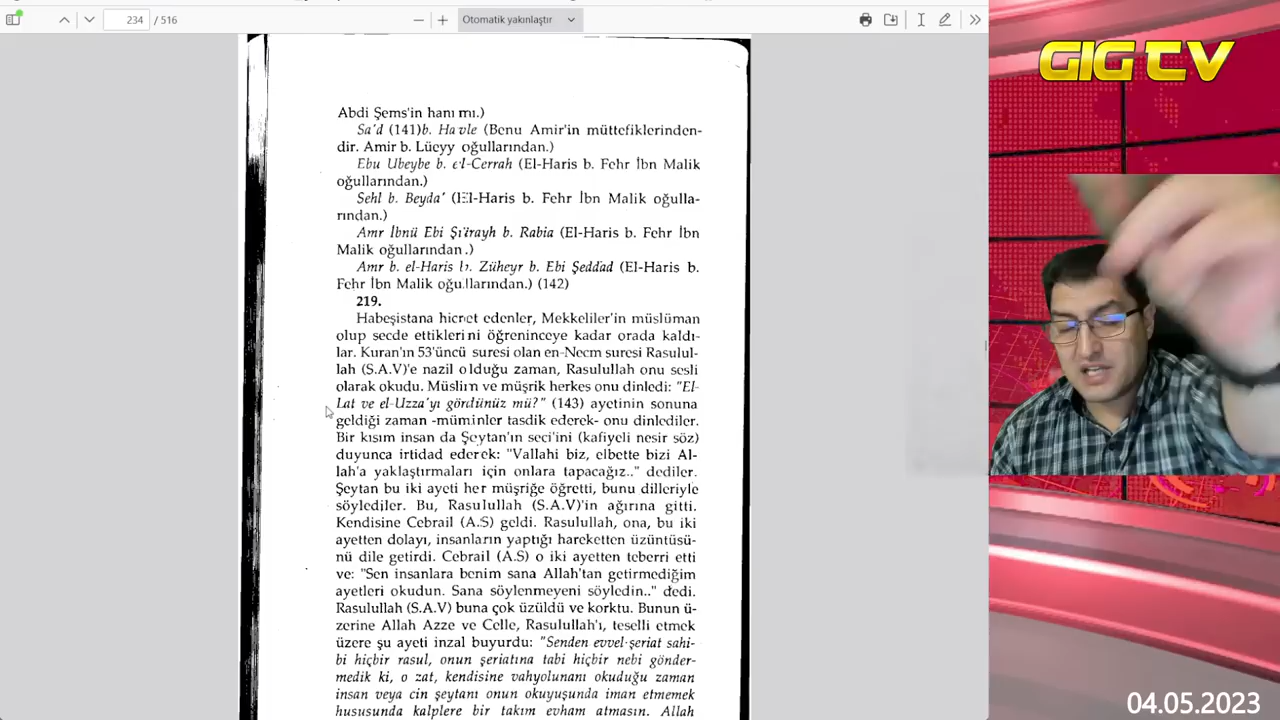 234 / 516
Otomatik yakınlaştır
GIG TV
Abdi Şems'in hanımı.)
Sa'd (141)b. Havle (Benu Amir'in müttefiklerinden-
dir. Amir b. Lüeyy oğullarından.)
Ebu Ubeybe b. el-Cerrah (El-Haris b. Fehr İbn Malik
oğullarından.)
Sehl b. Beyda' (El-Haris b. Fehr İbn Malik oğulla-
rından.)
Amr İbnü Ebi Şürayh b. Rabia (El-Haris b. Fehr İbn
Malik oğullarından.)
Amr b. el-Haris b. Züheyr b. Ebi Şeddad (El-Haris b.
Fehr İbn Malik oğullarından.) (142)
219.
Habeşistana hicret edenler, Mekkeliler'in müslüman
olup secde ettiklerini öğreninceye kadar orada kaldı-
lar. Kuran'ın 53'üncü suresi olan en-Necm suresi Rasulul-
lah (S.A.V)'e nazil olduğu zaman, Rasulullah onu sesli
olarak okudu. Müslim ve müşrik herkes onu dinledi: "El-
Lat ve el-Uzza'yı gördünüz mü?" (143) ayetinin sonuna
geldiği zaman -müminler tasdik ederek- onu dinlediler.
Bir kısım insan da Şeytan'ın seci'ini (kafiyeli nesir söz)
duyunca irtidad ederek: "Vallahi biz, elbette bizi Al-
lah'a yaklaştırmaları için onlara tapacağız.." dediler.
Şeytan bu iki ayeti her müşriğe öğretti, bunu dilleriyle
söylediler. Bu, Rasulullah (S.A.V)'in ağırına gitti.
Kendisine Cebrail (A.S) geldi. Rasulullah, ona, bu iki
ayetten dolayı, insanların yaptığı hareketten üzüntüsü-
nü dile getirdi. Cebrail (A.S) o iki ayetten teberri etti
ve: "Sen insanlara benim sana Allah'tan getirmediğim
ayetleri okudun. Sana söylenmeyeni söyledin.." dedi.
Rasulullah (S.A.V) buna çok üzüldü ve korktu. Bunun ü-
zerine Allah Azze ve Celle, Rasulullah'ı, teselli etmek
üzere şu ayeti inzal buyurdu: "Senden evvel şeriat sahi-
bi hiçbir rasul, onun şeriatına tabi hiçbir nebi gönder-
medik ki, o zat, kendisine vahyolunanı okuduğu zaman
insan veya cin şeytanı onun okuyuşunda iman etmemek
hususunda kalplere bir takım evham atmasın. Allah
04.05.2023